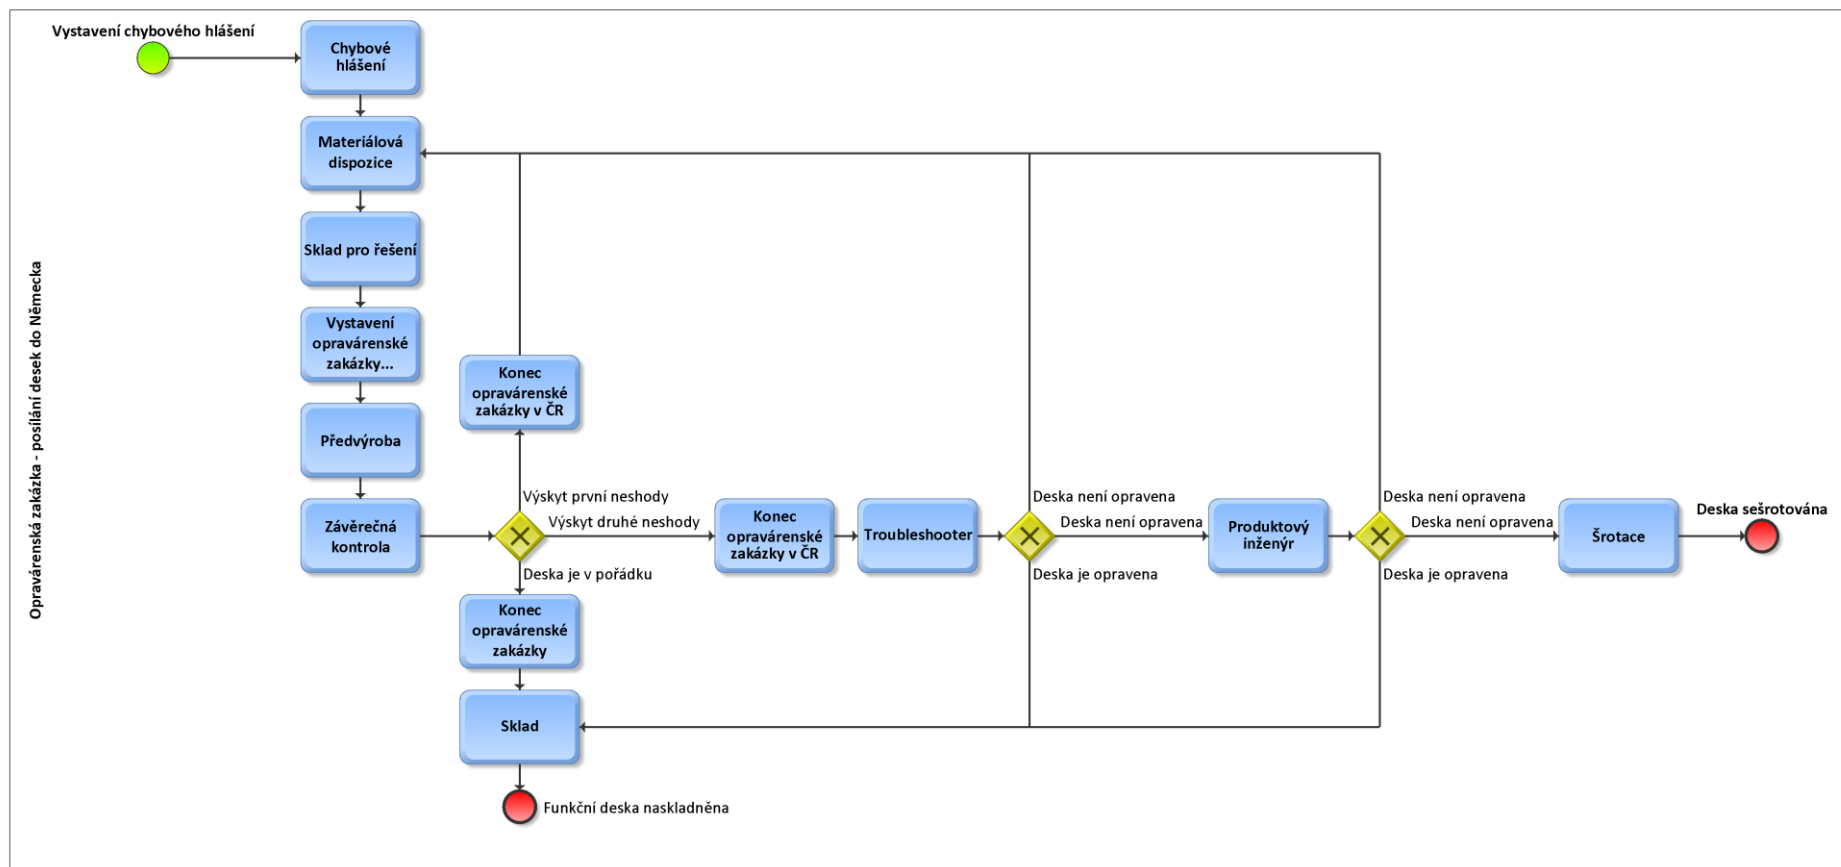 Vystavení chybového hlášení
Chybové
hlášení
Materiálová
dispozice
Sklad pro řešení
Vystavení
opravárenské
zakázky...
Předvýroba
Závěrečná
kontrola
Konec
opravárenské
zakázky v ČR
Výskyt první neshody
Výskyt druhé neshody
Deska je v pořádku
Konec
opravárenské
zakázky v ČR
Troubleshooter
Deska není opravena
Deska není opravena
Deska je opravena
Produktový
inženýr
Deska není opravena
Deska není opravena
Deska je opravena
Šrotace
Deska sešrotována
Konec
opravárenské
zakázky
Sklad
Funkční deska naskladněna
Opravárenská zakázka - posílání desek do Německa